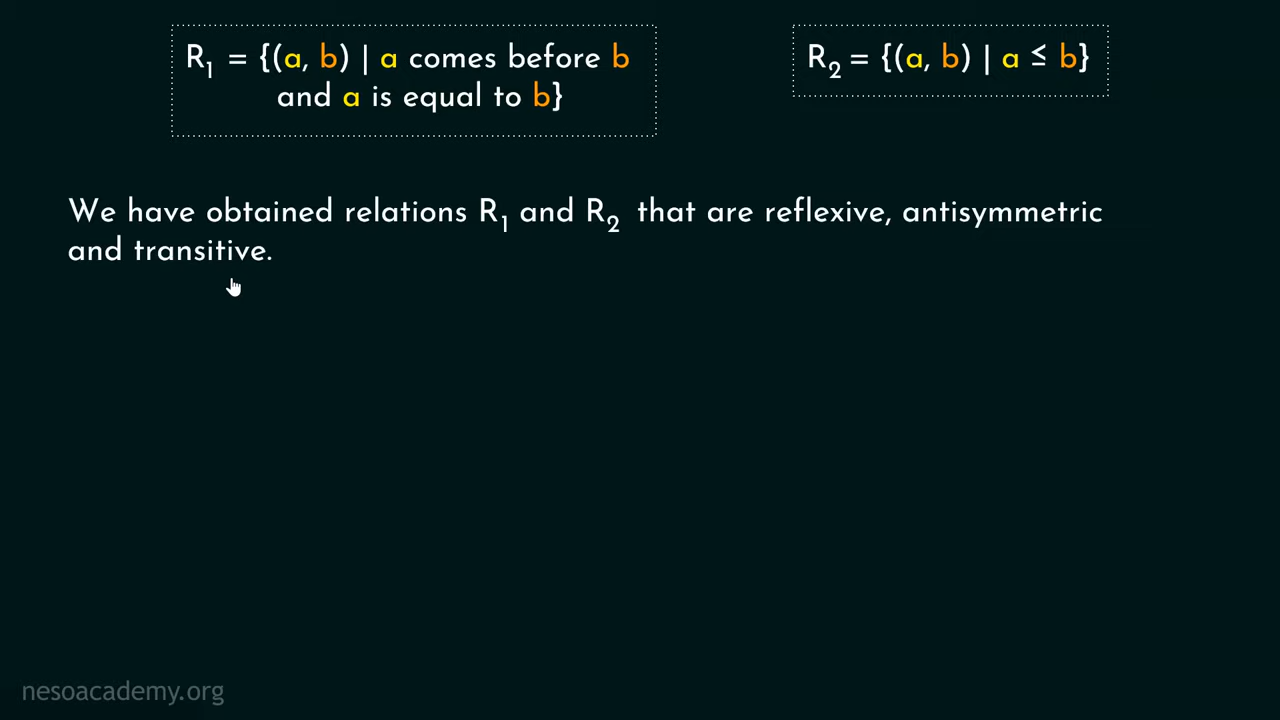 R₁ = {(a, b) | a comes before b
and a is equal to b}
R₂ = {(a, b) | a ≤ b}
We have obtained relations R₁ and R₂ that are reflexive, antisymmetric
and transitive.
nesoacademy.org